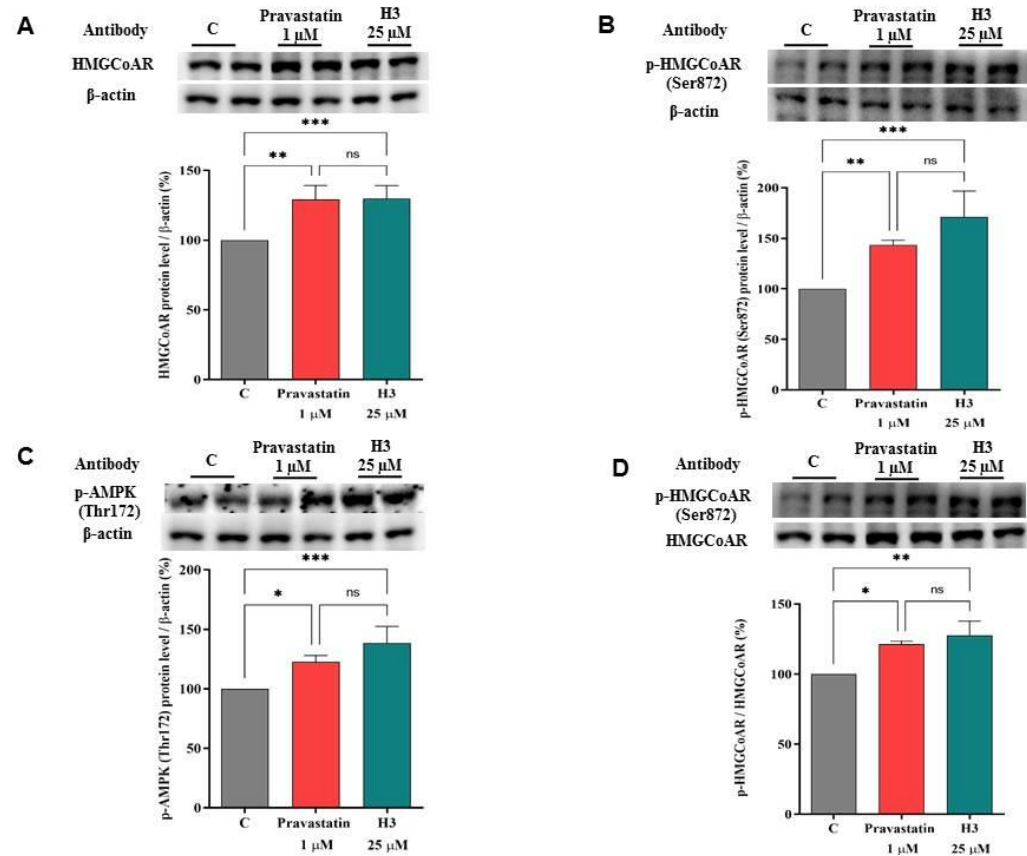 A
Antibody
C
Pravastatin
1 µM
H3
25 µM
HMGCoAR
β-actin
***
**
ns
HMGCoAR protein level / β-actin (%)
150
100
50
0
C
Pravastatin
1 µM
H3
25 µM
B
Antibody
C
Pravastatin
1 µM
H3
25 µM
p-HMGCoAR
(Ser872)
β-actin
***
**
ns
p-HMGCoAR (Ser872) protein level / β-actin (%)
200
150
100
50
0
C
Pravastatin
1 µM
H3
25 µM
C
Antibody
C
Pravastatin
1 µM
H3
25 µM
p-AMPK
(Thr172)
β-actin
***
*
ns
p-AMPK (Thr172) protein level / β-actin (%)
200
150
100
50
0
C
Pravastatin
1 µM
H3
25 µM
D
Antibody
C
Pravastatin
1 µM
H3
25 µM
p-HMGCoAR
(Ser872)
HMGCoAR
**
*
ns
p-HMGCoAR / HMGCoAR (%)
150
100
50
0
C
Pravastatin
1 µM
H3
25 µM